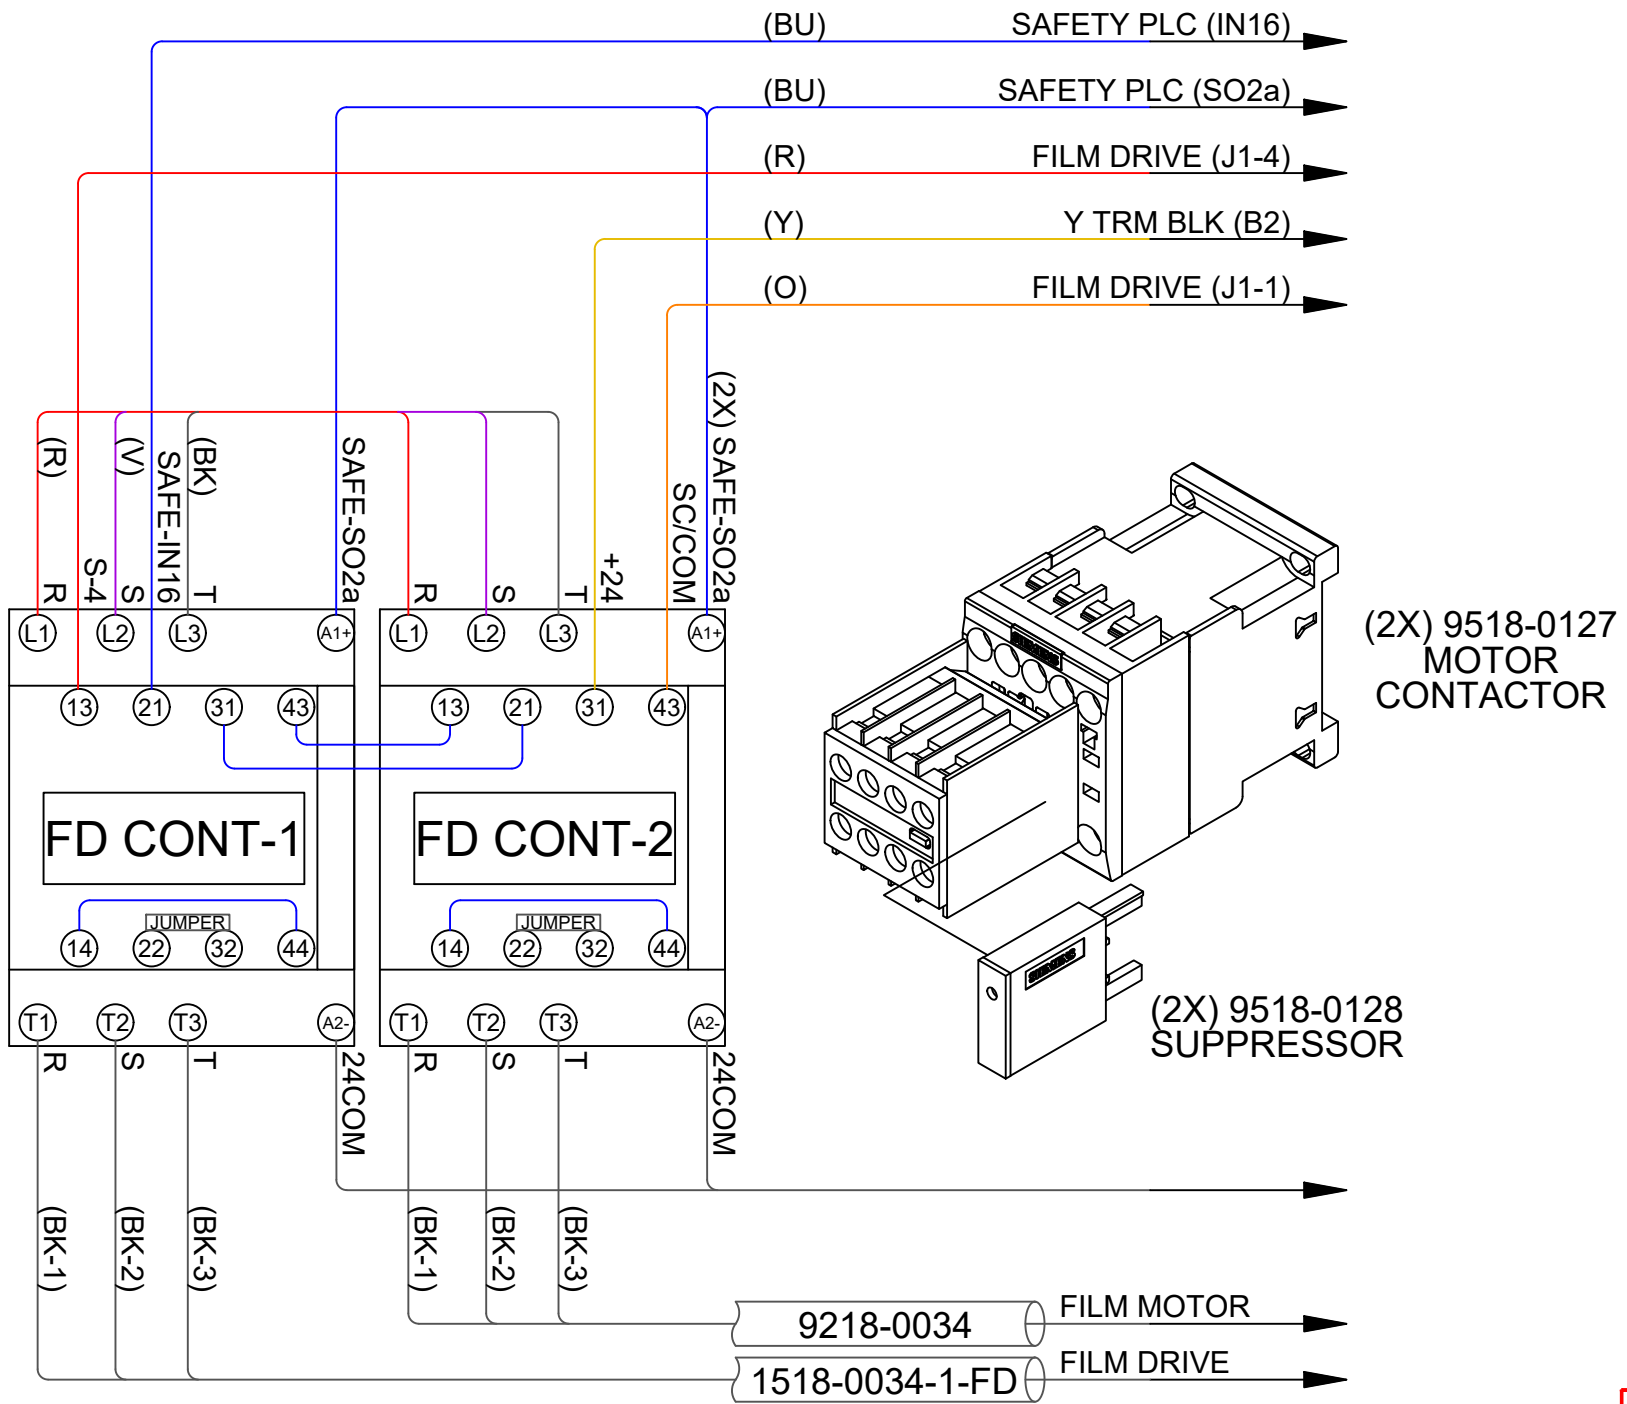 (BU) SAFETY PLC (IN16)
(BU) SAFETY PLC (SO2a)
(R) FILM DRIVE (J1-4)
(Y) Y TRM BLK (B2)
(O) FILM DRIVE (J1-1)
(R)
(V)
(BK)
R
S-4
S
SAFE-IN16
T
SAFE-SO2a
R
S
T
+24
SC/COM
(2X) SAFE-SO2a
L1 L2 L3 A1+ L1 L2 L3 A1+
13 21 31 43 13 21 31 43
FD CONT-1 FD CONT-2
JUMPER JUMPER
14 22 32 44 14 22 32 44
T1 T2 T3 A2- T1 T2 T3 A2-
R
S
T
24COM
R
S
T
24COM
(BK-1)
(BK-2)
(BK-3)
(BK-1)
(BK-2)
(BK-3)
SIEMENS
(2X) 9518-0127
MOTOR
CONTACTOR
SIEMENS
(2X) 9518-0128
SUPPRESSOR
9218-0034 FILM MOTOR
1518-0034-1-FD FILM DRIVE